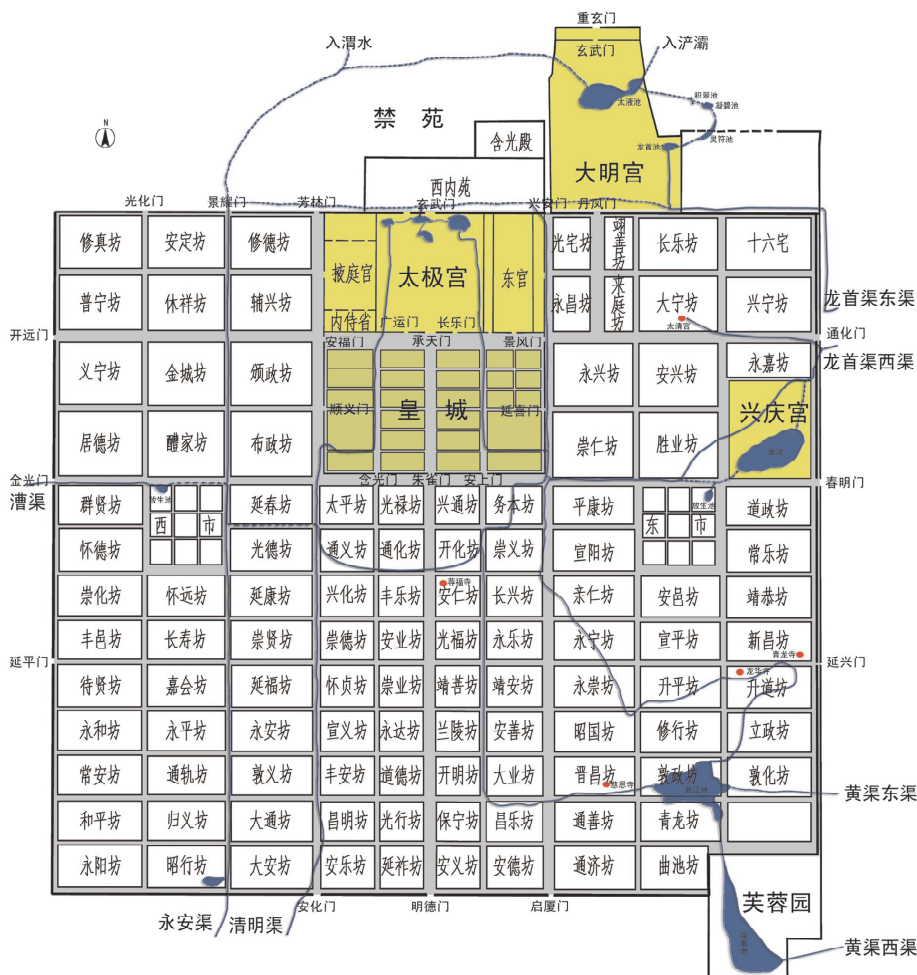 重玄门
玄武门
入渭水
入浐灞
积翠池
凝碧池
太液池
灵符池
龙首池
N
禁苑
含光殿
大明宫
西内苑
光化门
景耀门
芳林门
玄武门
兴安门
丹凤门
修真坊
安定坊
修德坊
掖庭宫
太极宫
东宫
光宅坊
翊善坊
长乐坊
十六宅
普宁坊
休祥坊
辅兴坊
内侍省
永昌坊
来庭坊
大宁坊
太清宫
兴宁坊
龙首渠东渠
广运门
长乐门
开远门
安福门
承天门
景风门
通化门
龙首渠西渠
义宁坊
金城坊
颁政坊
永兴坊
安兴坊
永嘉坊
顺义门
皇城
延喜门
兴庆宫
居德坊
醴家坊
布政坊
崇仁坊
胜业坊
金光门
含光门
朱雀门
安上门
春明门
漕渠
群贤坊
放生池
西市
延春坊
太平坊
光禄坊
兴通坊
务本坊
平康坊
东市
放生池
道政坊
怀德坊
光德坊
通义坊
通化坊
开化坊
崇义坊
宣阳坊
常乐坊
崇化坊
怀远坊
延康坊
兴化坊
丰乐坊
荐福寺
安仁坊
长兴坊
亲仁坊
安邑坊
靖恭坊
丰邑坊
长寿坊
崇贤坊
崇德坊
安业坊
光福坊
永乐坊
永宁坊
宣平坊
新昌坊
青龙寺
延平门
延兴门
待贤坊
嘉会坊
延福坊
怀贞坊
崇业坊
靖善坊
靖安坊
永崇坊
升平坊
龙华寺
升道坊
永和坊
永平坊
永安坊
宣义坊
永达坊
兰陵坊
安善坊
昭国坊
修行坊
立政坊
常安坊
通轨坊
敦义坊
丰安坊
道德坊
开明坊
大业坊
晋昌坊
慈恩寺
敦政坊
曲江池
敦化坊
黄渠东渠
和平坊
归义坊
大通坊
昌明坊
光行坊
保宁坊
昌乐坊
通善坊
青龙坊
永阳坊
昭行坊
大安坊
安乐坊
延祚坊
安义坊
安德坊
通济坊
曲池坊
芙蓉园
安化门
明德门
启厦门
永安渠
清明渠
黄渠西渠